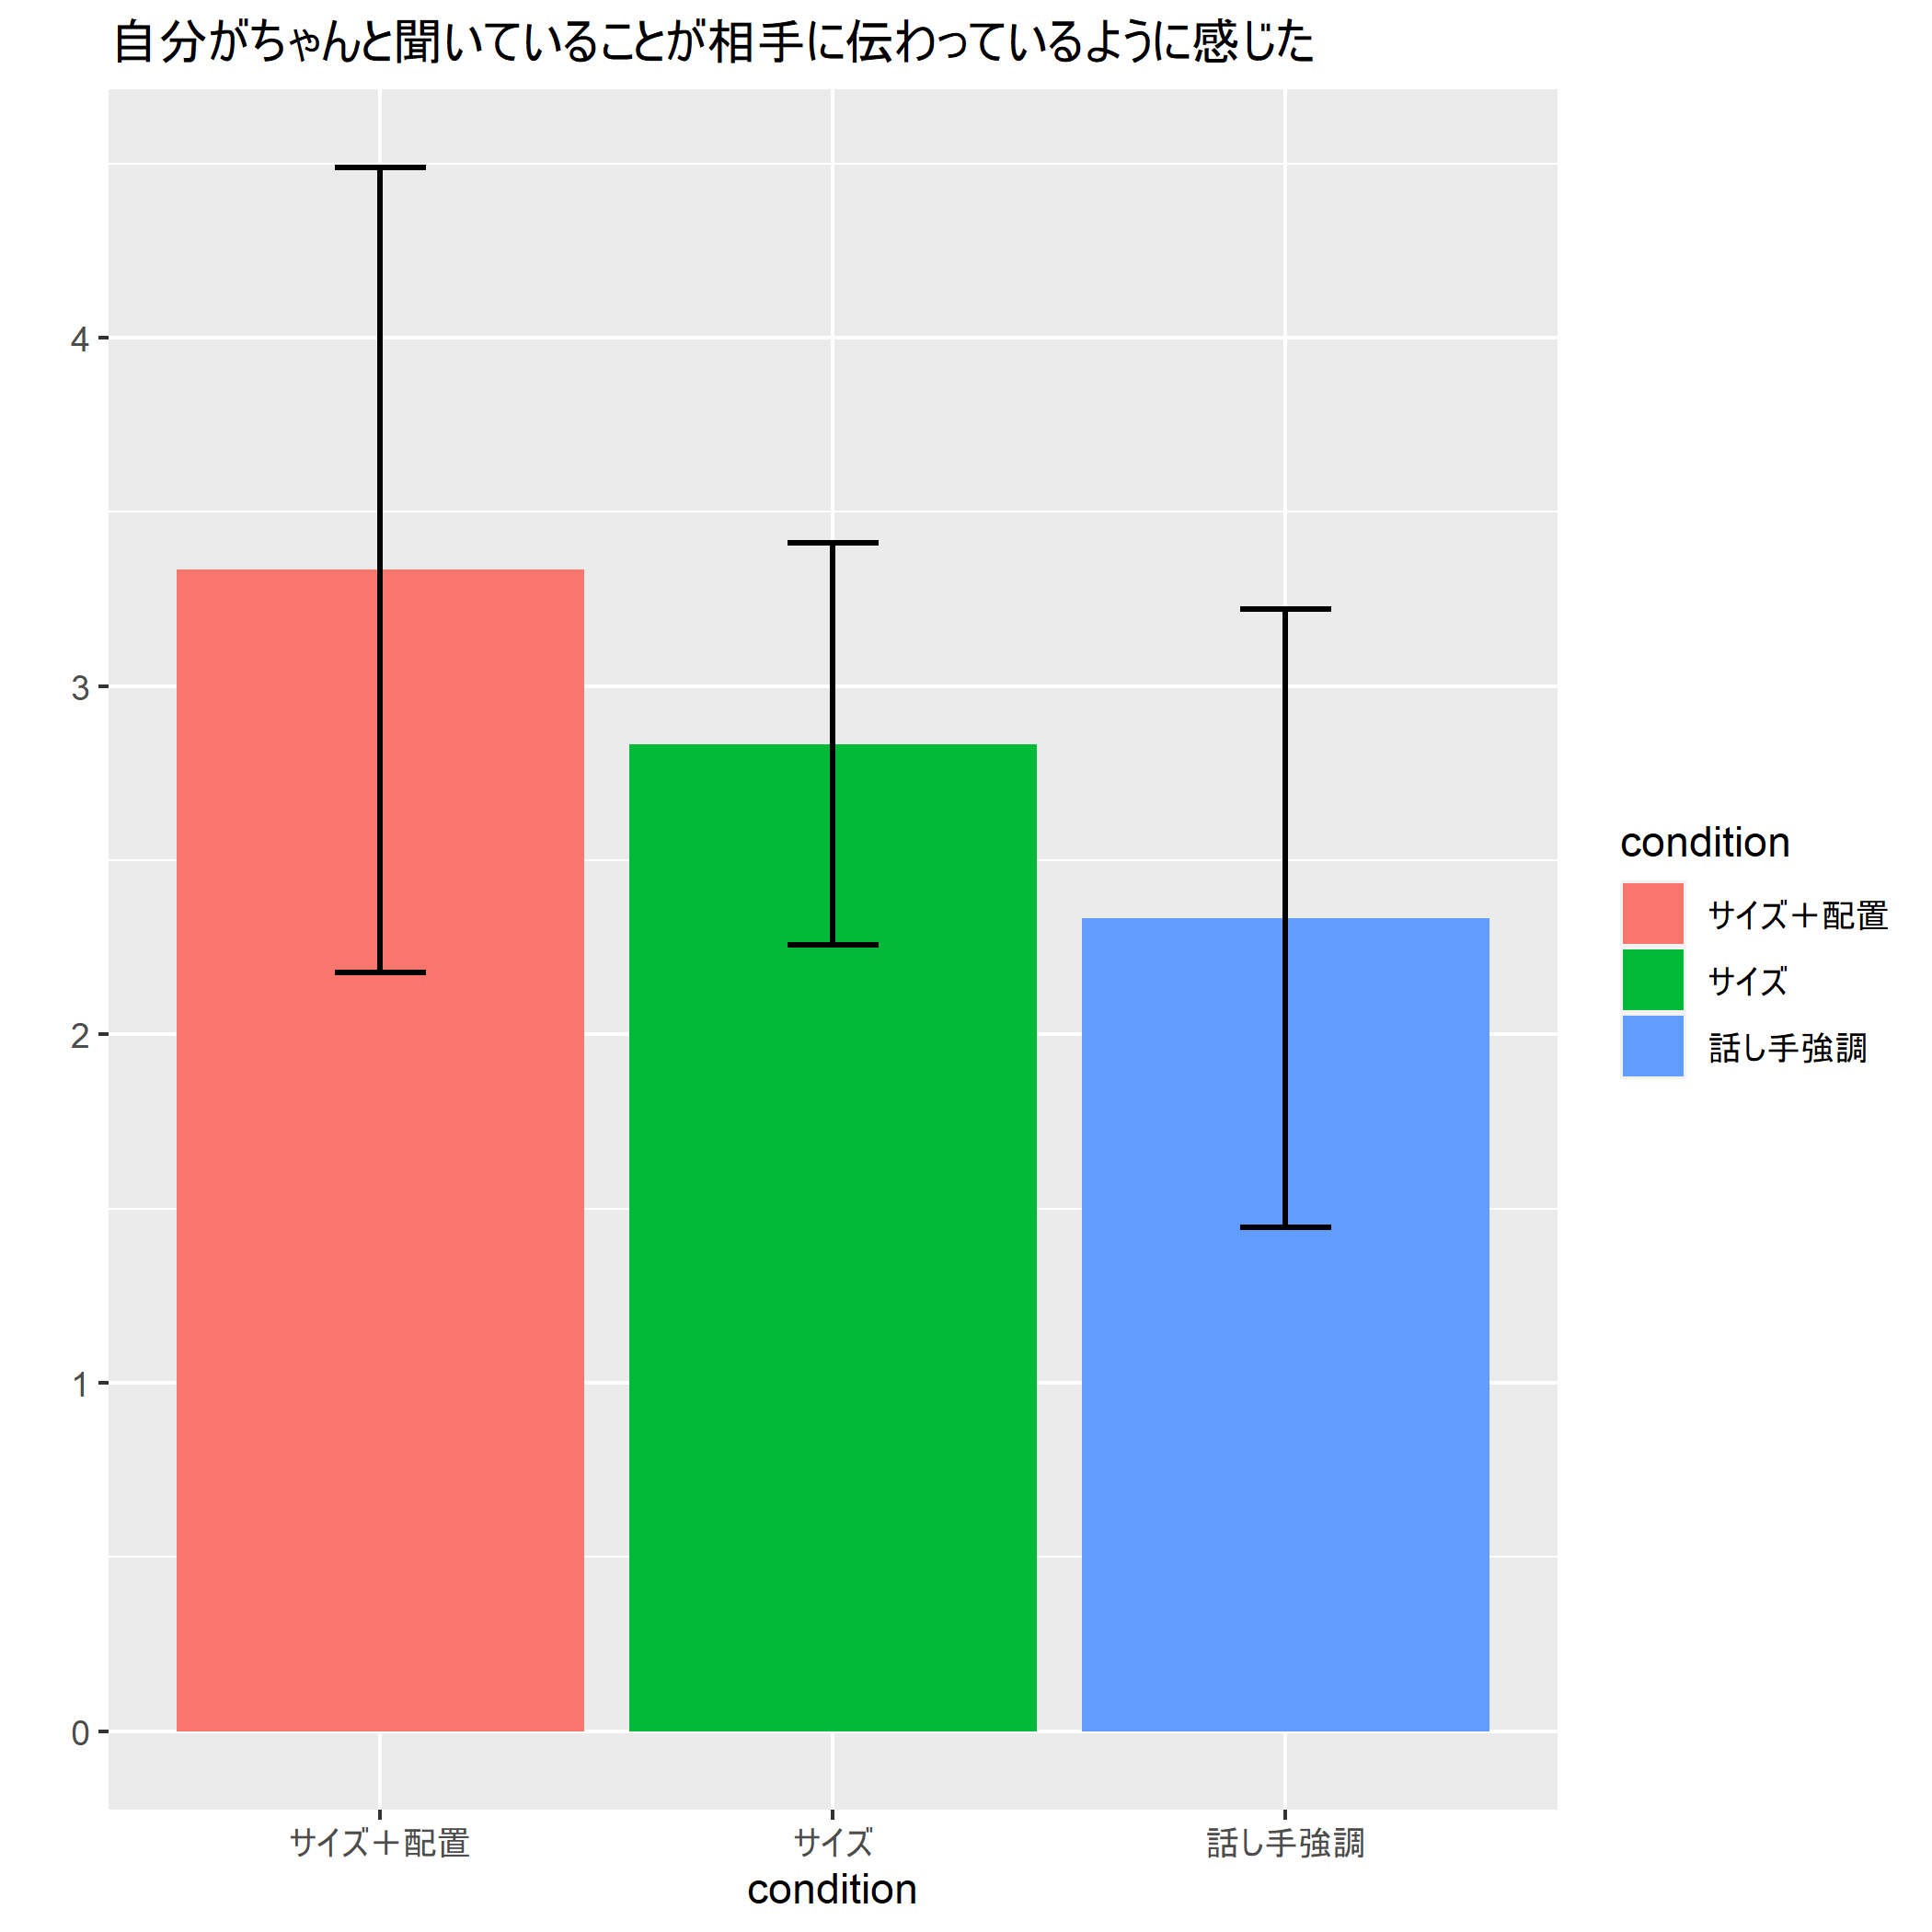 自分がちゃんと聞いていることが相手に伝わっているように感じた
4
3
2
1
0
サイズ＋配置
サイズ
話し手強調
condition
condition
サイズ＋配置
サイズ
話し手強調